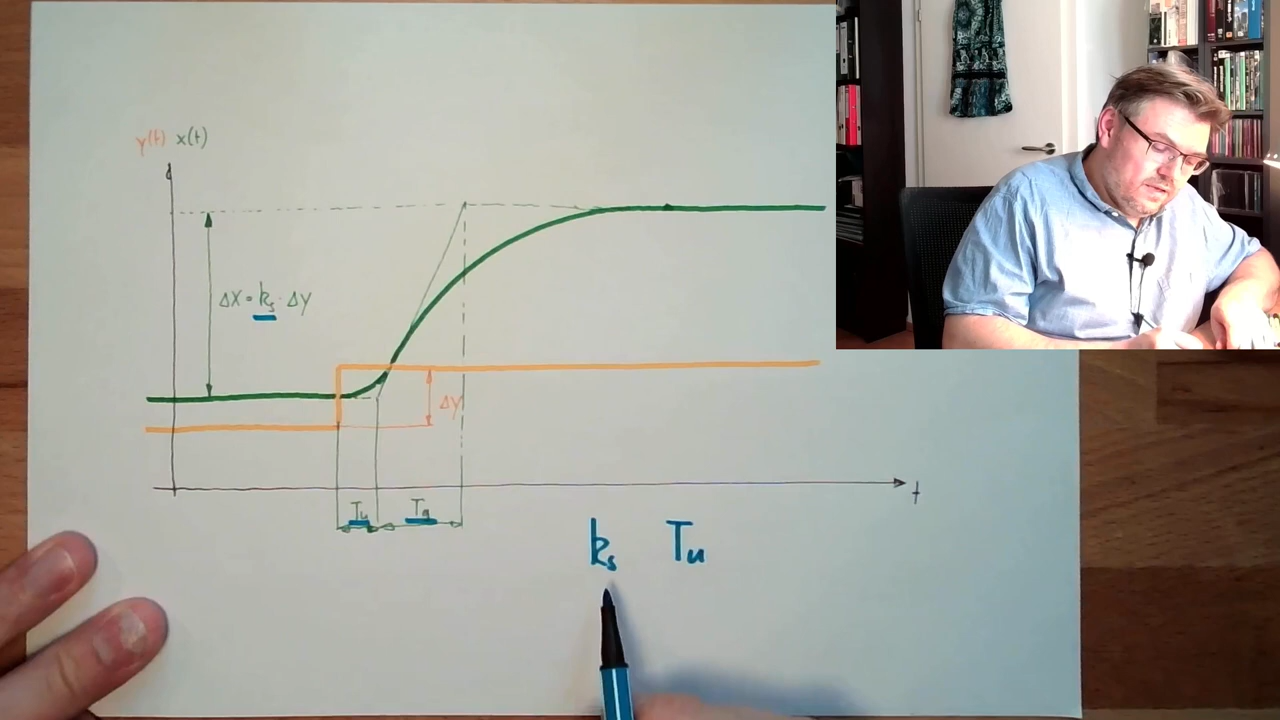 y(t) x(t)
Δx = ks · Δy
Δy
Tu Tg
t
ks Tu